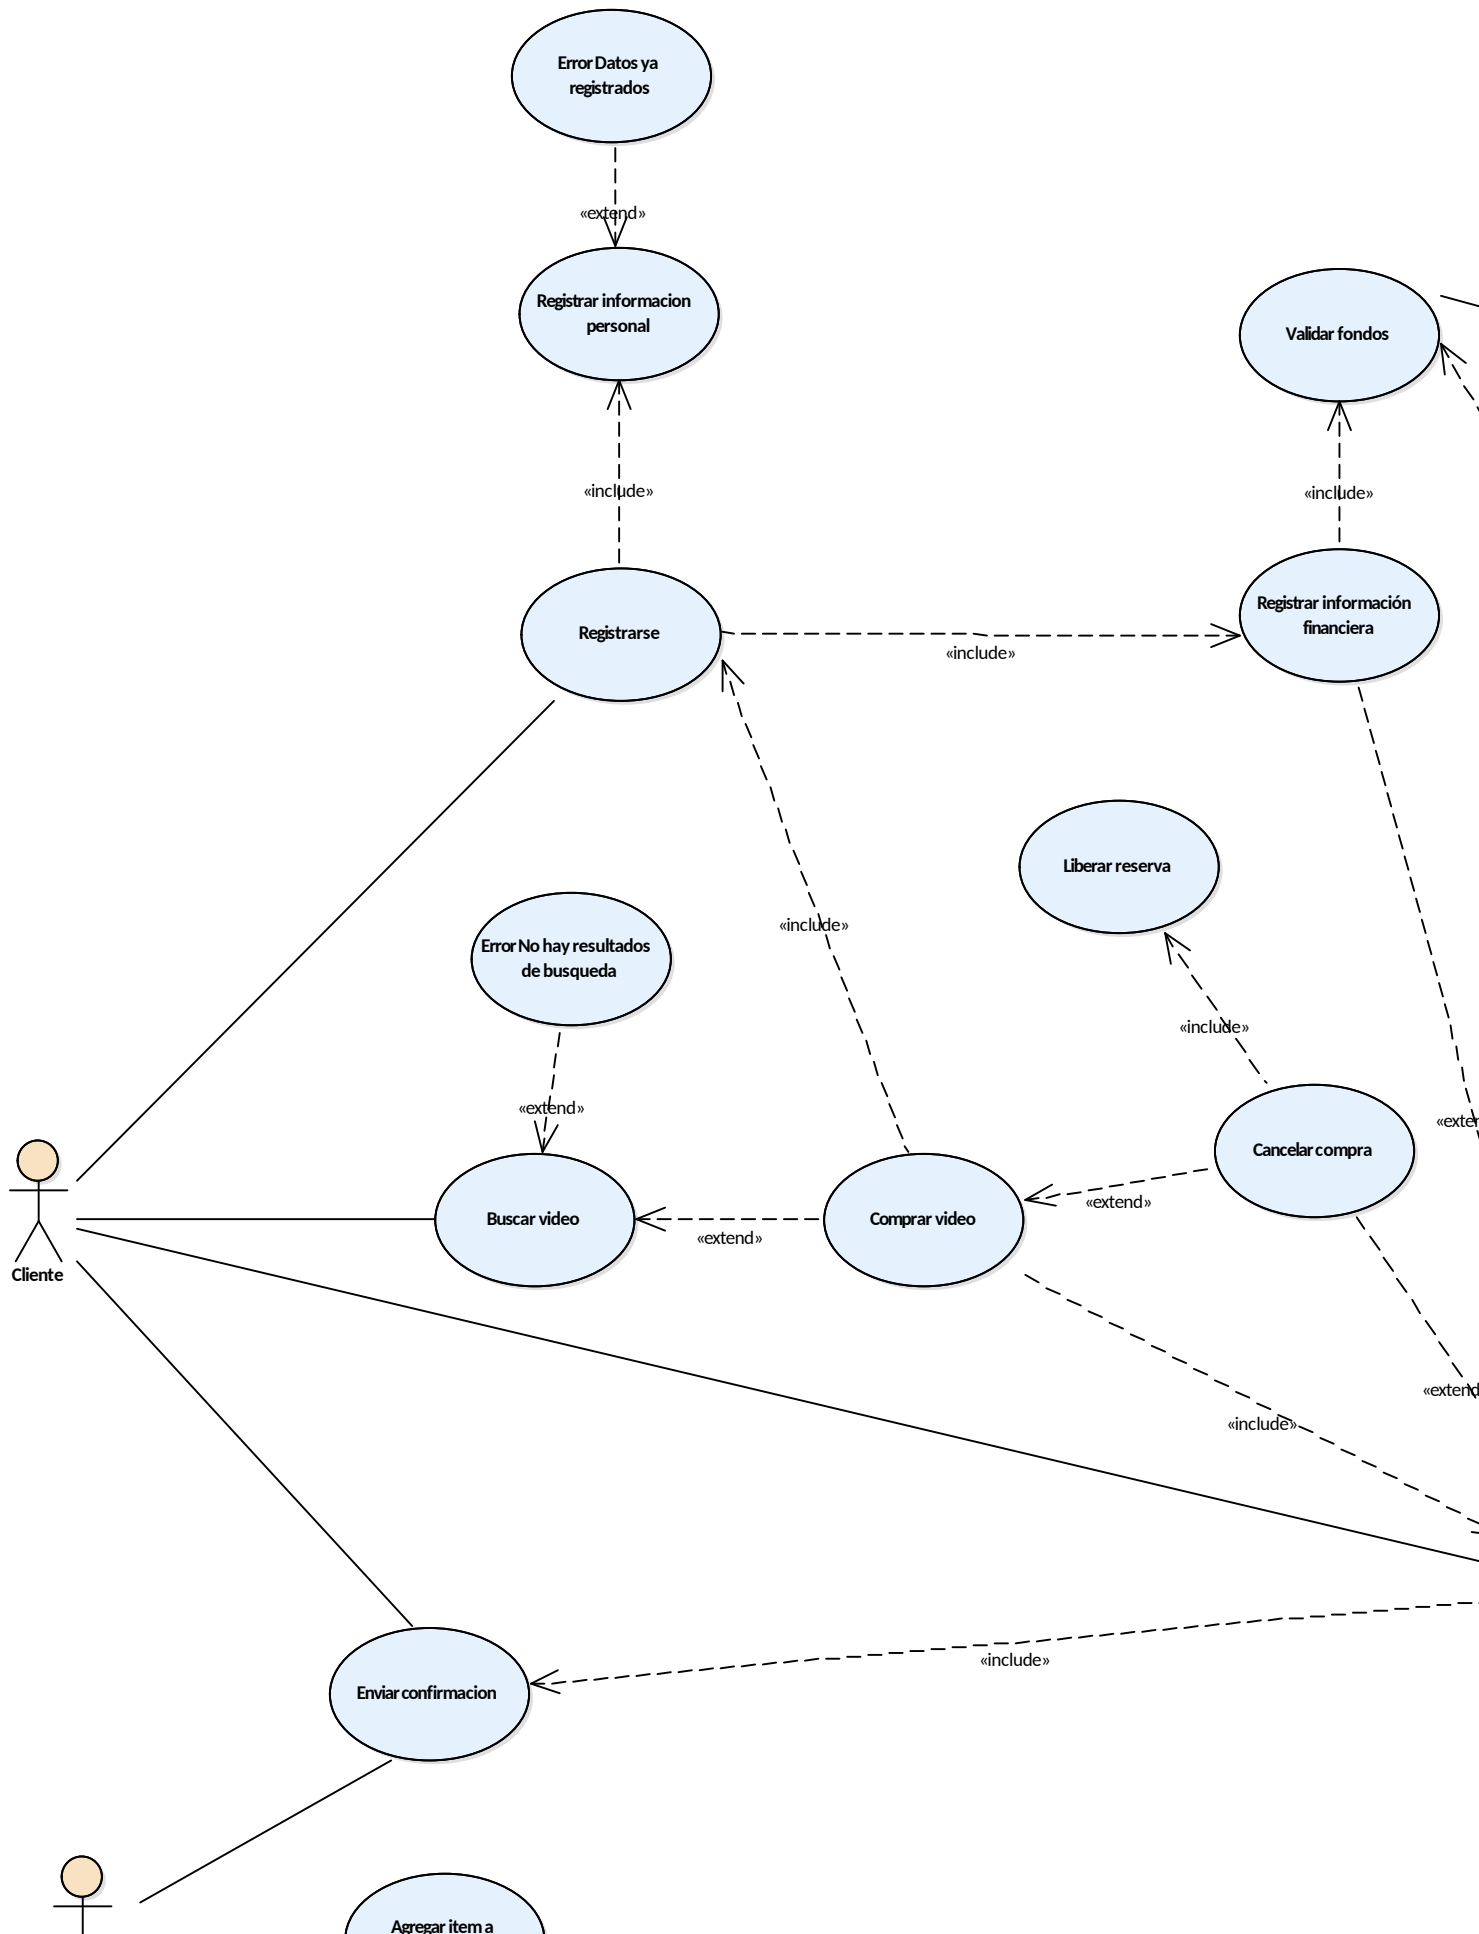 Error Datos ya
registrados
«extend»
Registrar informacion
personal
Validar fondos
«include»
«include»
Registrar información
financiera
Registrarse
«include»
Liberar reserva
«include»
Error No hay resultados
de busqueda
«include»
«extend»
Cancelar compra
«extend»
Buscar video
Comprar video
«extend»
Cliente
«extend
«include»
«include»
Enviar confirmacion
Agregar item a